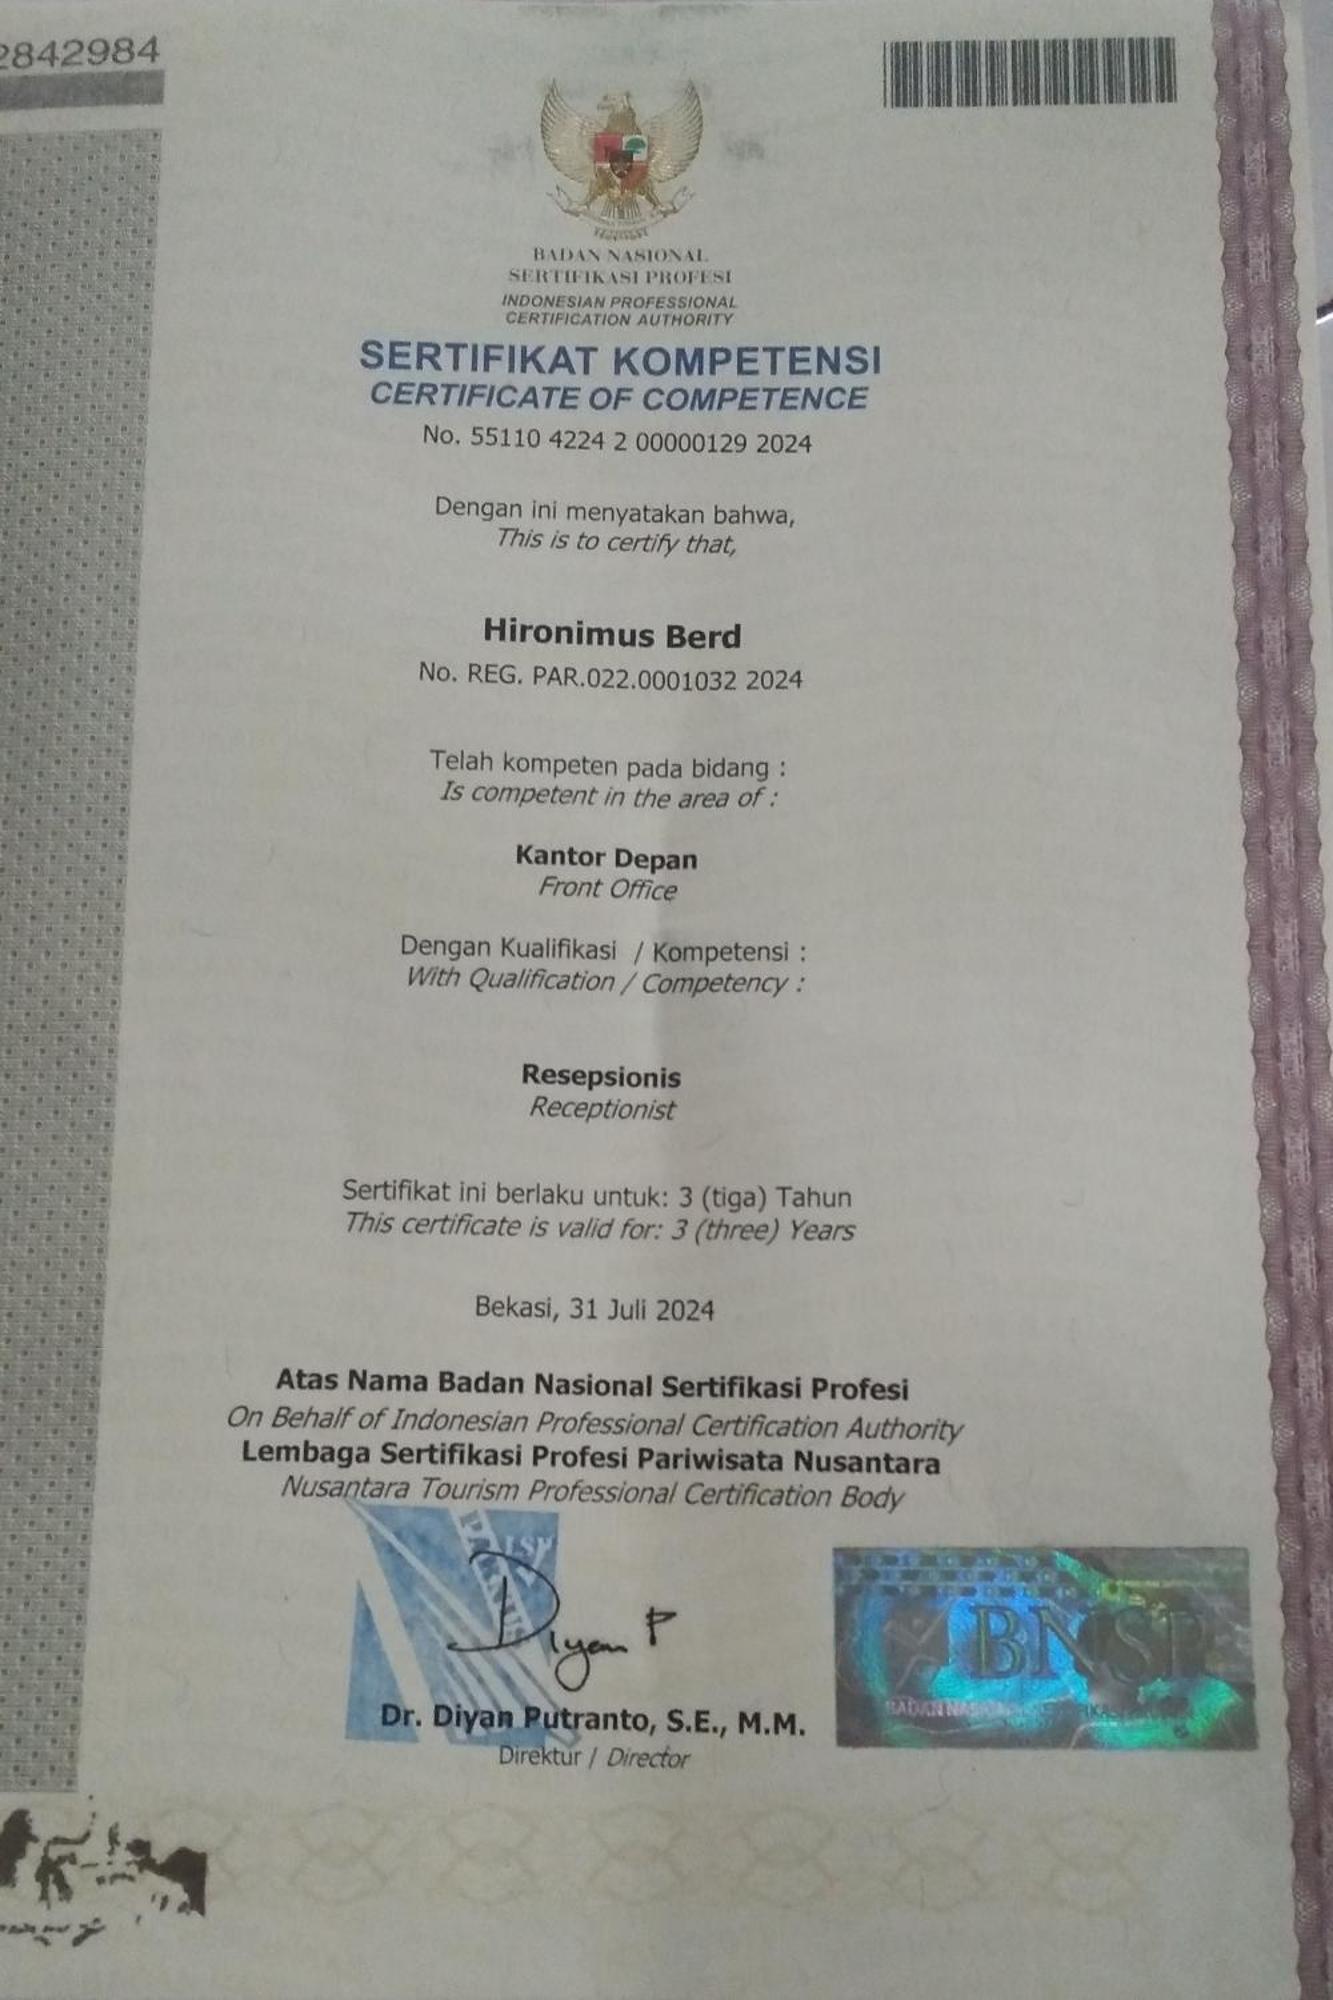 2842984
BADAN NASIONAL
SERTIFIKASI PROFESI
INDONESIAN PROFESSIONAL
CERTIFICATION AUTHORITY
SERTIFIKAT KOMPETENSI
CERTIFICATE OF COMPETENCE
No. 55110 4224 2 00000129 2024
Dengan ini menyatakan bahwa,
This is to certify that,
Hironimus Berd
No. REG. PAR.022.0001032 2024
Telah kompeten pada bidang :
Is competent in the area of :
Kantor Depan
Front Office
Dengan Kualifikasi / Kompetensi :
With Qualification / Competency :
Resepsionis
Receptionist
Sertifikat ini berlaku untuk: 3 (tiga) Tahun
This certificate is valid for: 3 (three) Years
Bekasi, 31 Juli 2024
Atas Nama Badan Nasional Sertifikasi Profesi
On Behalf of Indonesian Professional Certification Authority
Lembaga Sertifikasi Profesi Pariwisata Nusantara
Nusantara Tourism Professional Certification Body
LSP
Diyan P
BNSP
BADAN
Dr. Diyan Putranto, S.E., M.M.
Direktur / Director